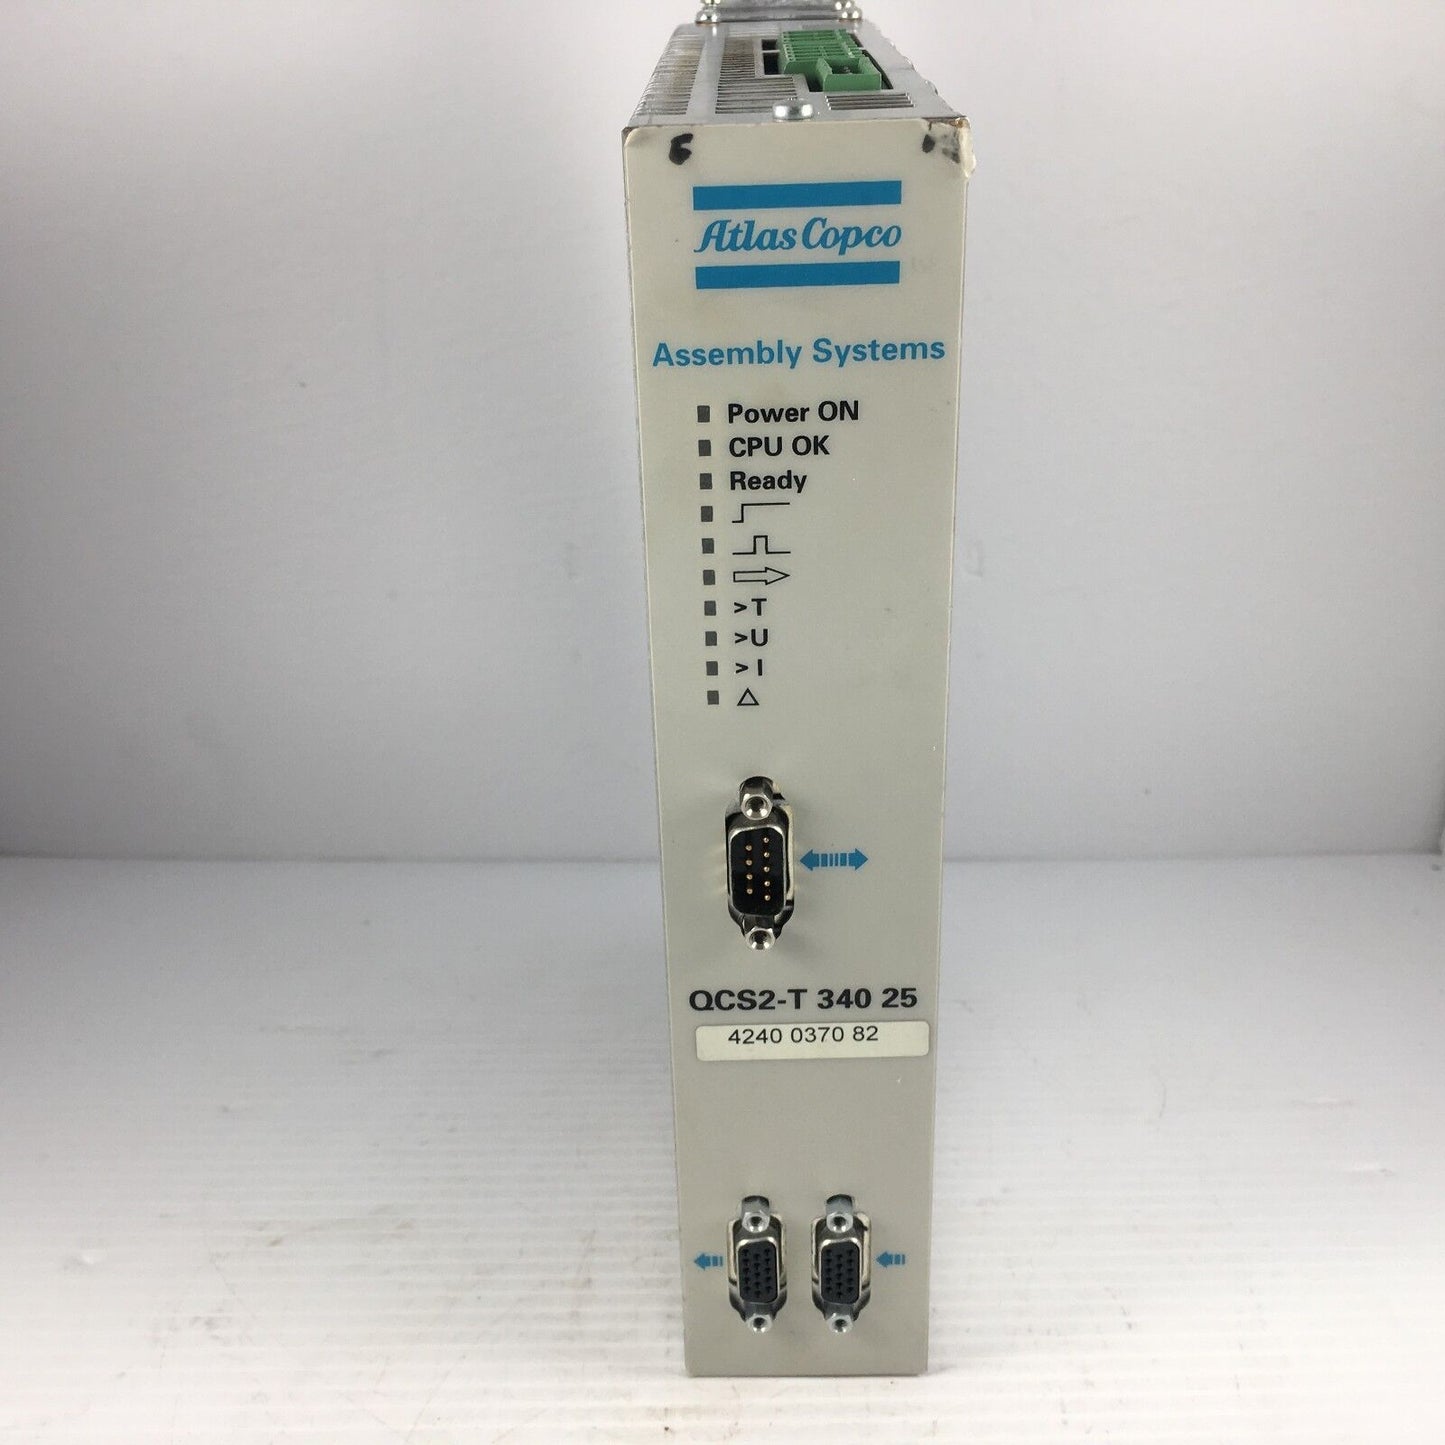 Atlas Copco
Assembly Systems
Power ON
CPU OK
Ready
>T
>U
>I
QCS2-T 340 25
4240 0370 82